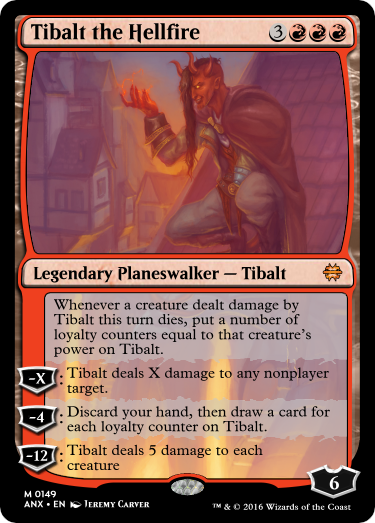 Tibalt the Hellfire 3
Legendary Planeswalker — Tibalt
Whenever a creature dealt damage by
Tibalt this turn dies, put a number of
loyalty counters equal to that creature's
power on Tibalt.
-X: Tibalt deals X damage to any nonplayer
target.
-4: Discard your hand, then draw a card for
each loyalty counter on Tibalt.
-12: Tibalt deals 5 damage to each
creature
6
M 0149
ANX • EN Jeremy Carver ™ & © 2016 Wizards of the Coast